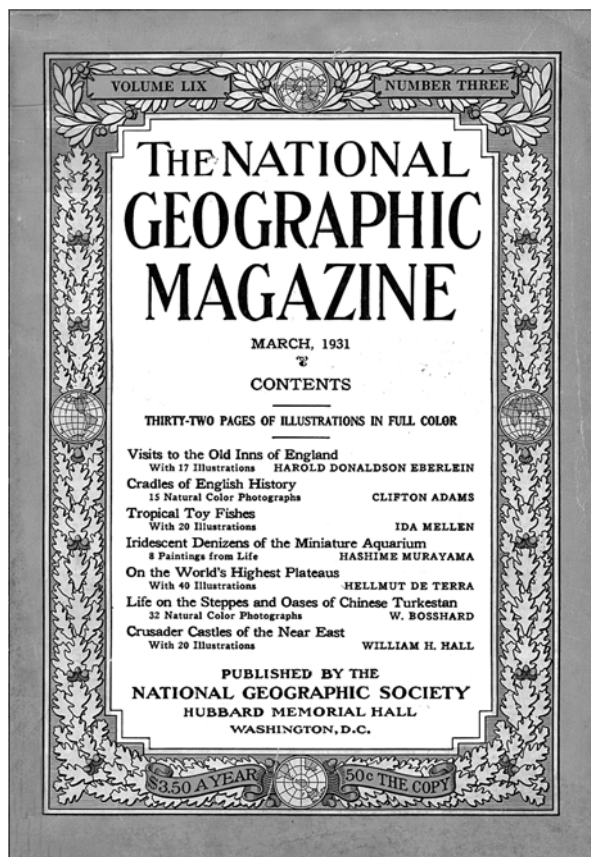 VOLUME LIX
NUMBER THREE
THE NATIONAL
GEOGRAPHIC
MAGAZINE
MARCH, 1931
CONTENTS
THIRTY-TWO PAGES OF ILLUSTRATIONS IN FULL COLOR
Visits to the Old Inns of England
With 17 Illustrations HAROLD DONALDSON EBERLEIN
Cradles of English History
15 Natural Color Photographs CLIFTON ADAMS
Tropical Toy Fishes
With 20 Illustrations IDA MELLEN
Iridescent Denizens of the Miniature Aquarium
8 Paintings from Life HASHIME MURAYAMA
On the World's Highest Plateaus
With 40 Illustrations HELLMUT DE TERRA
Life on the Steppes and Oases of Chinese Turkestan
32 Natural Color Photographs W. BOSSHARD
Crusader Castles of the Near East
With 20 Illustrations WILLIAM H. HALL
PUBLISHED BY THE
NATIONAL GEOGRAPHIC SOCIETY
HUBBARD MEMORIAL HALL
WASHINGTON, D.C.
$3.50 A YEAR
50c THE COPY